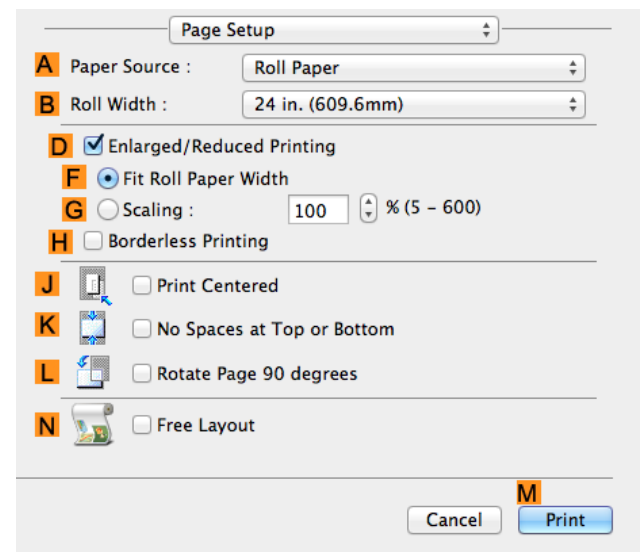 Page Setup
A Paper Source : Roll Paper
B Roll Width : 24 in. (609.6mm)
D Enlarged/Reduced Printing
F Fit Roll Paper Width
G Scaling : 100 % (5 – 600)
H Borderless Printing
J Print Centered
K No Spaces at Top or Bottom
L Rotate Page 90 degrees
N Free Layout
M
Cancel Print